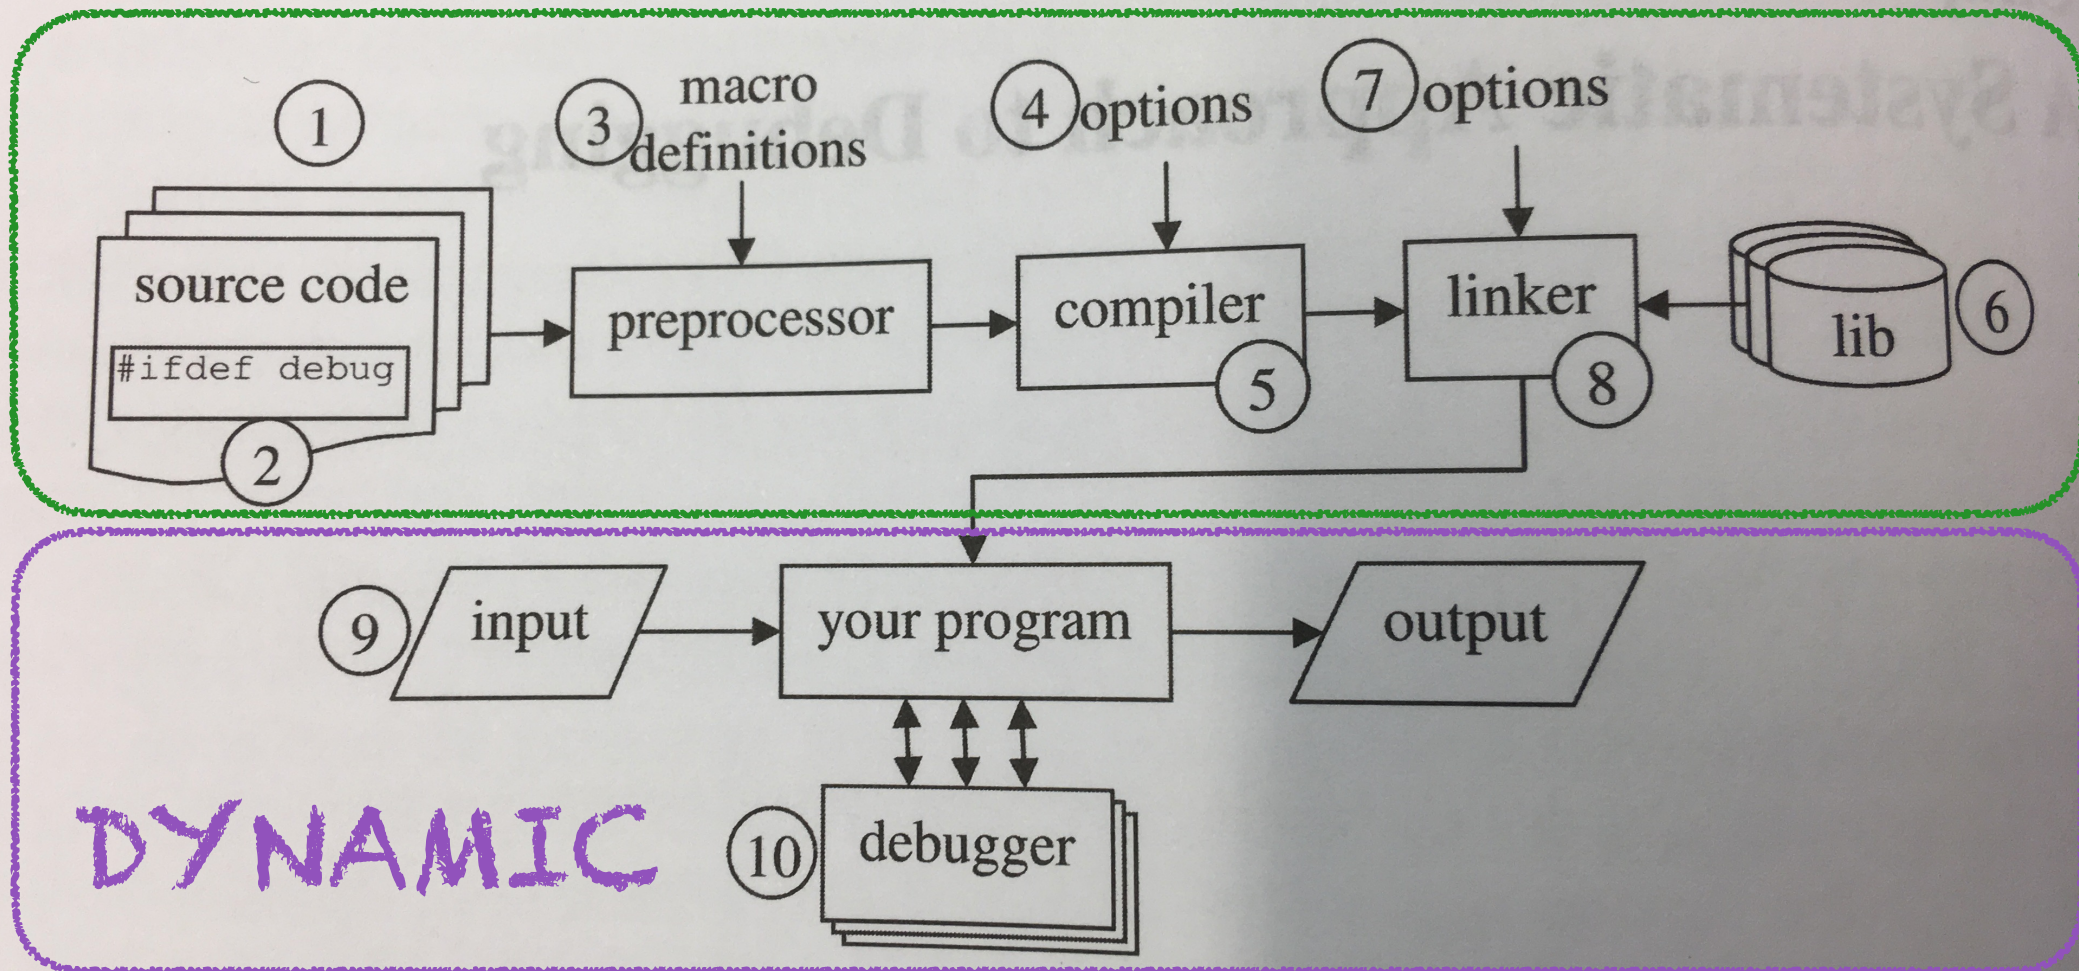 1
3
macro
definitions
4
options
7
options
source code
#ifdef debug
2
preprocessor
compiler
5
linker
8
lib
6
9
input
your program
output
DYNAMIC
10
debugger